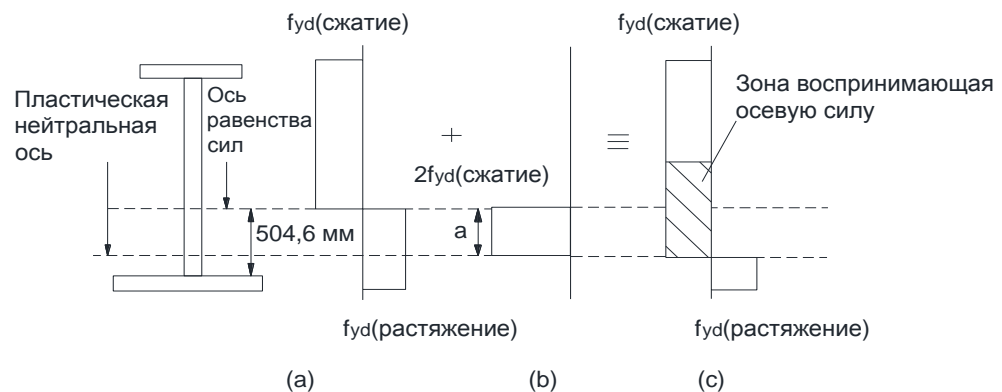 fyd(сжатие)
fyd(сжатие)
Пластическая
нейтральная
ось
Ось
равенства
сил
Зона воспринимающая
осевую силу
+
≡
2fyd(сжатие)
504,6 мм
a
fyd(растяжение)
fyd(растяжение)
(a)
(b)
(c)